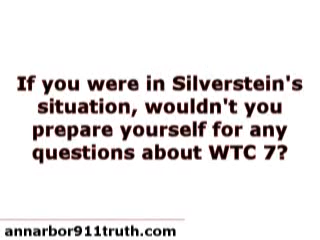 If you were in Silverstein's
situation, wouldn't you
prepare yourself for any
questions about WTC 7?
annarbor911truth.com